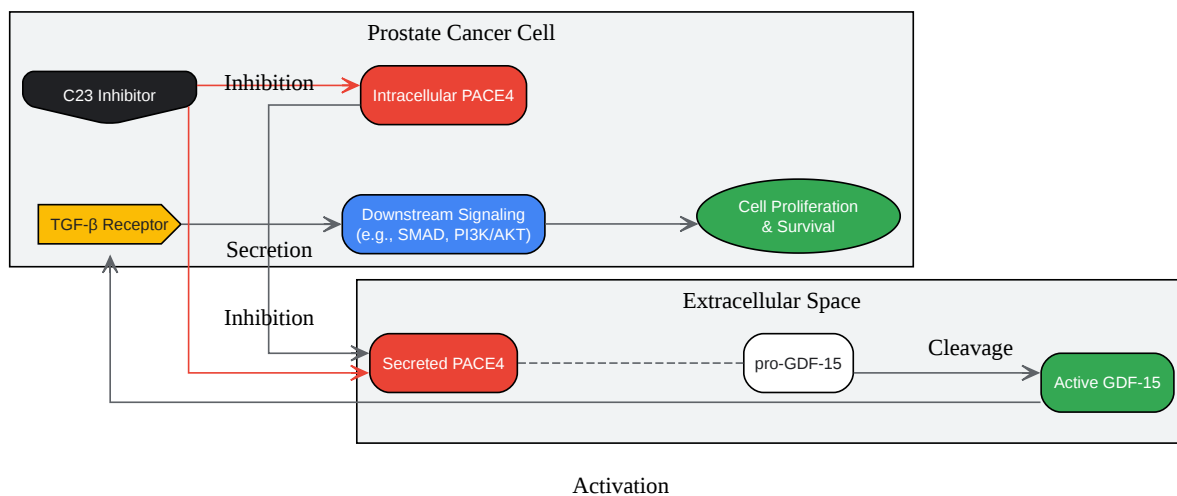 Prostate Cancer Cell
C23 Inhibitor
Inhibition
Intracellular PACE4
TGF-β Receptor
Downstream Signaling
(e.g., SMAD, PI3K/AKT)
Cell Proliferation
& Survival
Secretion
Extracellular Space
Inhibition
Secreted PACE4
pro-GDF-15
Cleavage
Active GDF-15
Activation